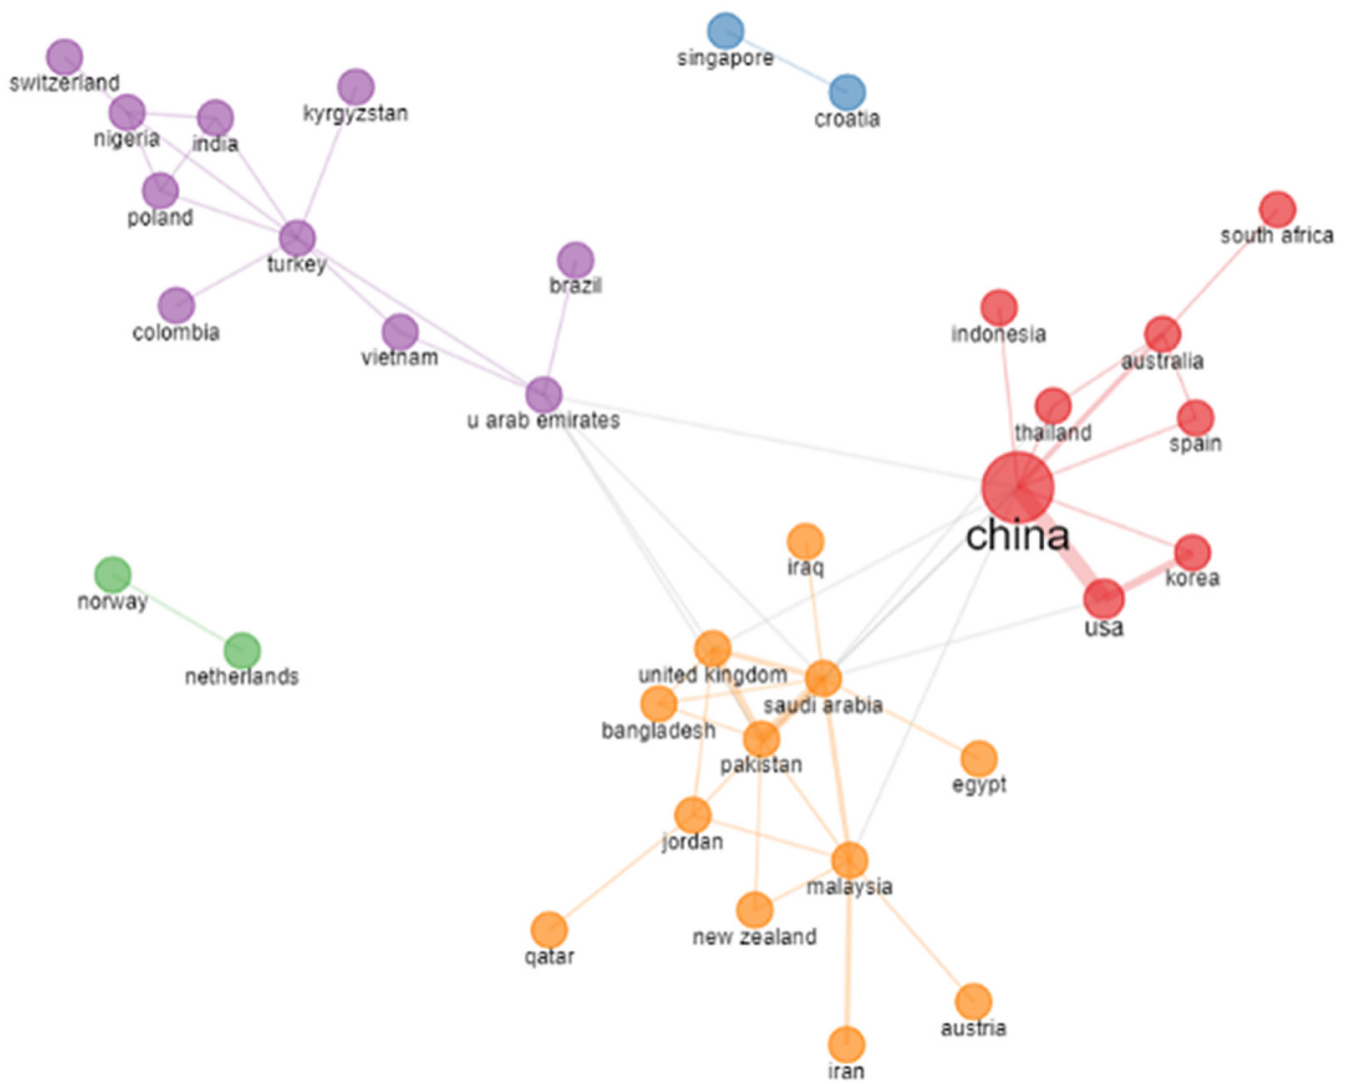 singapore
switzerland
kyrgyzstan
croatia
nigeria
india
poland
south africa
turkey
brazil
colombia
indonesia
vietnam
australia
u arab emirates
thailand
spain
china
iraq
korea
norway
usa
netherlands
united kingdom
saudi arabia
bangladesh
pakistan
egypt
jordan
malaysia
new zealand
qatar
austria
iran